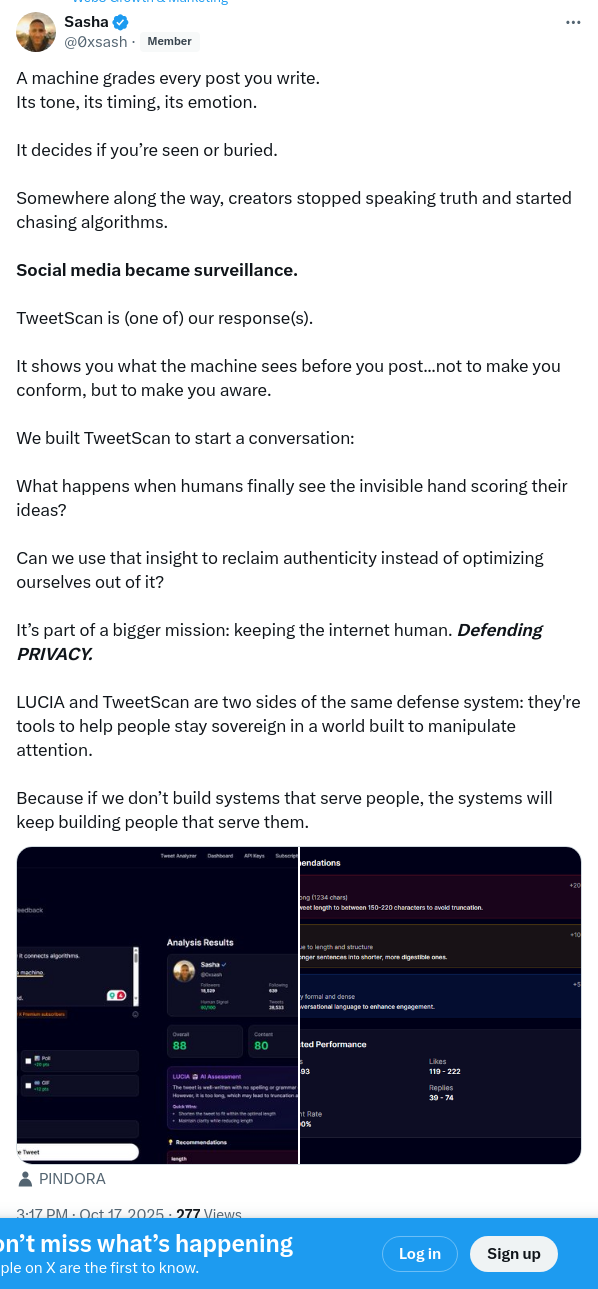 Sasha
@0xsash · Member
A machine grades every post you write.
Its tone, its timing, its emotion.
It decides if you’re seen or buried.
Somewhere along the way, creators stopped speaking truth and started
chasing algorithms.
Social media became surveillance.
TweetScan is (one of) our response(s).
It shows you what the machine sees before you post...not to make you
conform, but to make you aware.
We built TweetScan to start a conversation:
What happens when humans finally see the invisible hand scoring their
ideas?
Can we use that insight to reclaim authenticity instead of optimizing
ourselves out of it?
It’s part of a bigger mission: keeping the internet human. Defending
PRIVACY.
LUCIA and TweetScan are two sides of the same defense system: they're
tools to help people stay sovereign in a world built to manipulate
attention.
Because if we don’t build systems that serve people, the systems will
keep building people that serve them.
Tweet Analyzer Dashboard API Keys Subscript
eedback
it connects algorithms.
machine.
d.
Premium subscribers
Poll
GIF
e Tweet
Analysis Results
Sasha
@0xsash
Followers Following
Human Signal Tweets
92/100
Overall Content
88 80
LUCIA AI Assessment
The tweet is well-written with no spelling or grammar
However, it is too long, which may lead to truncation a
Quick Wins:
• Shorten the tweet to fit within the optimal length
• Maintain clarity while reducing length
Recommendations
length
endations
+20
ong (1234 chars)
weet length to between 150-220 characters to avoid truncation.
+10
ue to length and structure
onger sentences into shorter, more digestible ones.
+5
y formal and dense
versational language to enhance engagement.
ted Performance
s Likes
93 119 - 222
Replies
39 - 74
nt Rate
0%
PINDORA
3:17 PM · Oct 17, 2025 · 277 Views
on’t miss what’s happening
ple on X are the first to know.
Log in
Sign up